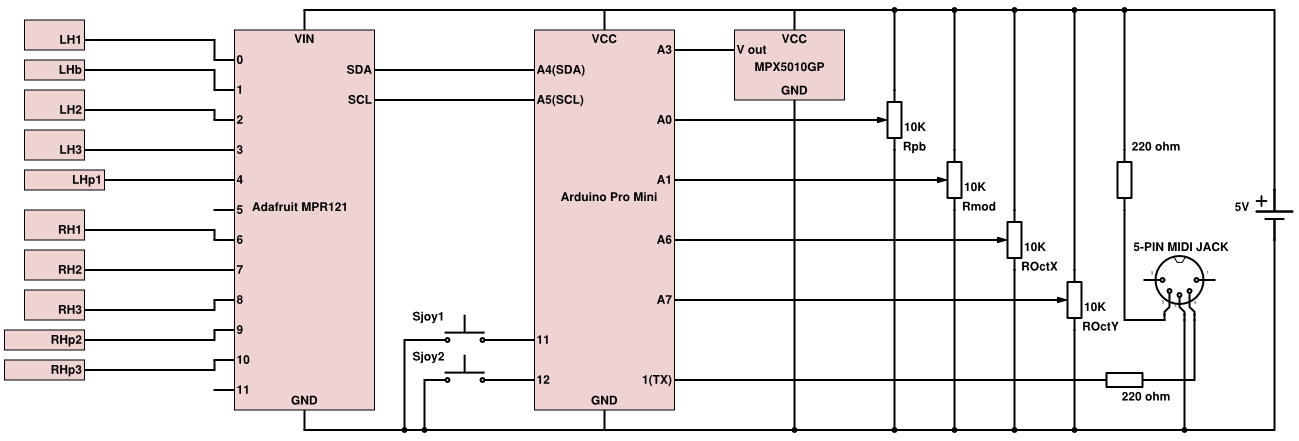 LH1
LHb
LH2
LH3
LHp1
RH1
RH2
RH3
RHp2
RHp3
VIN
0
1
2
3
4
5
6
7
8
9
10
11
SDA
SCL
Adafruit MPR121
GND
Sjoy1
Sjoy2
VCC
A4(SDA)
A5(SCL)
Arduino Pro Mini
11
12
GND
A3
A0
A1
A6
A7
1(TX)
VCC
V out
MPX5010GP
GND
10K
Rpb
10K
Rmod
10K
ROctX
10K
ROctY
220 ohm
5-PIN MIDI JACK
220 ohm
5V
+